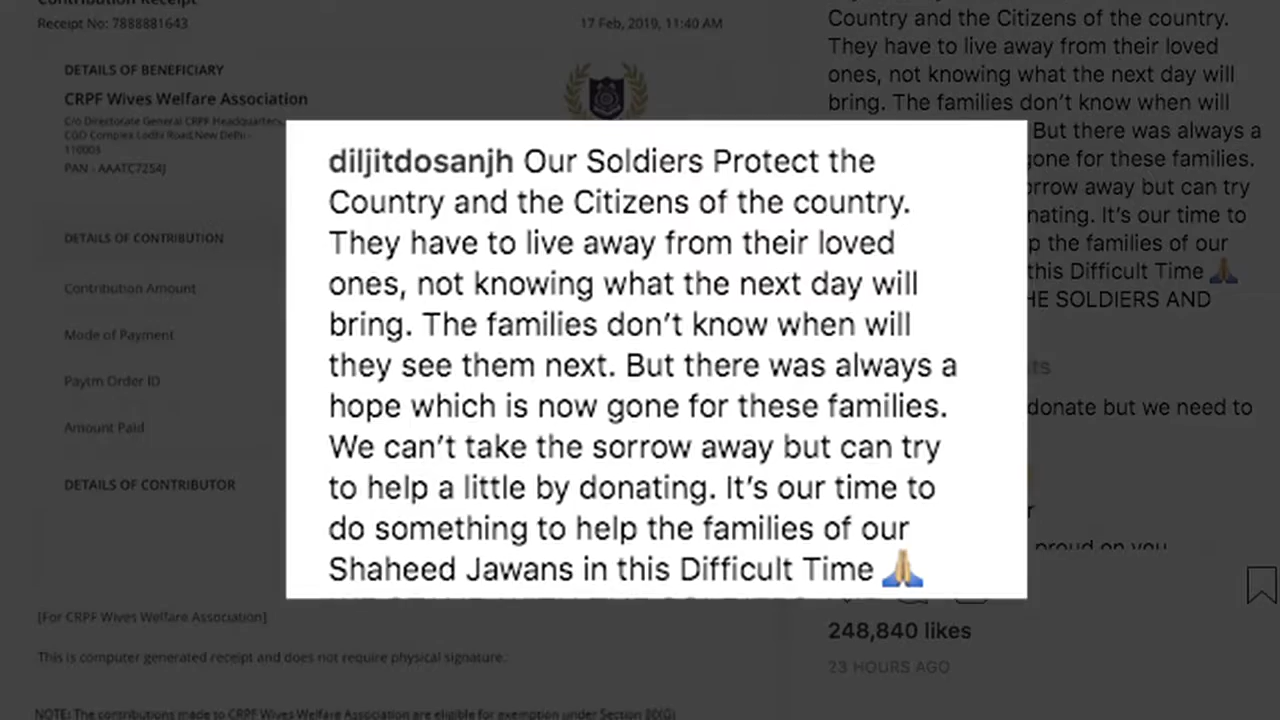 Contribution Receipt
Receipt No: 7888881643
17 Feb, 2019, 11:40 AM
DETAILS OF BENEFICIARY
CRPF Wives Welfare Association
C/o Directorate General CRPF Headquarter,
CGO Complex Lodhi Road New Delhi -
110003
PAN - AAATC7254J
DETAILS OF CONTRIBUTION
Contribution Amount
Mode of Payment
Paytm Order ID
Amount Paid
DETAILS OF CONTRIBUTOR
[For CRPF Wives Welfare Association]
This is computer generated receipt and does not require physical signature.
NOTE: The contributions made to CRPF Wives Welfare Association are eligible for exemption under Section 80(G)
diljitdosanjh Our Soldiers Protect the
Country and the Citizens of the country.
They have to live away from their loved
ones, not knowing what the next day will
bring. The families don’t know when will
they see them next. But there was always a
hope which is now gone for these families.
We can’t take the sorrow away but can try
to help a little by donating. It’s our time to
do something to help the families of our
Shaheed Jawans in this Difficult Time 🙏🏼
Country and the Citizens of the country.
They have to live away from their loved
ones, not knowing what the next day will
bring. The families don’t know when will
But there was always a
gone for these families.
orrow away but can try
nating. It’s our time to
p the families of our
this Difficult Time 🙏🏼
HE SOLDIERS AND
ts
donate but we need to
r
proud on you
248,840 likes
23 HOURS AGO